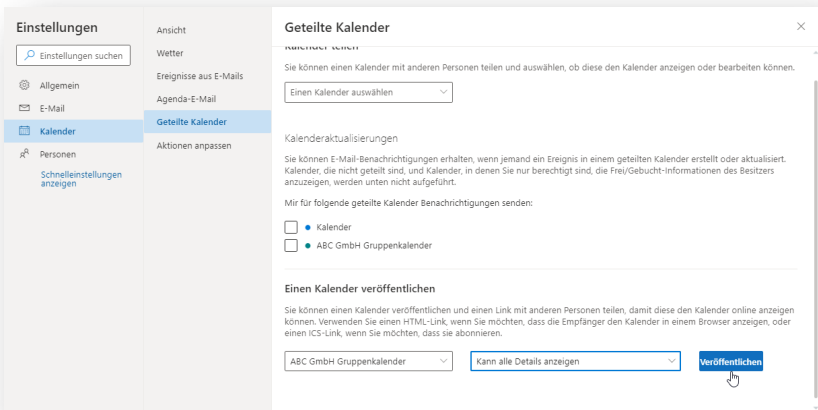 Einstellungen
Einstellungen suchen
Allgemein
E-Mail
Kalender
Personen
Schnelleinstellungen
anzeigen
Ansicht
Wetter
Ereignisse aus E-Mails
Agenda-E-Mail
Geteilte Kalender
Aktionen anpassen
Geteilte Kalender
Kalender teilen
Sie können einen Kalender mit anderen Personen teilen und auswählen, ob diese den Kalender anzeigen oder bearbeiten können.
Einen Kalender auswählen
Kalenderaktualisierungen
Sie können E-Mail-Benachrichtigungen erhalten, wenn jemand ein Ereignis in einem geteilten Kalender erstellt oder aktualisiert.
Kalender, die nicht geteilt sind, und Kalender, in denen Sie nur berechtigt sind, die Frei/Gebucht-Informationen des Besitzers
anzuzeigen, werden unten nicht aufgeführt.
Mir für folgende geteilte Kalender Benachrichtigungen senden:
Kalender
ABC GmbH Gruppenkalender
Einen Kalender veröffentlichen
Sie können einen Kalender veröffentlichen und einen Link mit anderen Personen teilen, damit diese den Kalender online anzeigen
können. Verwenden Sie einen HTML-Link, wenn Sie möchten, dass die Empfänger den Kalender in einem Browser anzeigen, oder
einen ICS-Link, wenn Sie möchten, dass sie abonnieren.
ABC GmbH Gruppenkalender
Kann alle Details anzeigen
Veröffentlichen